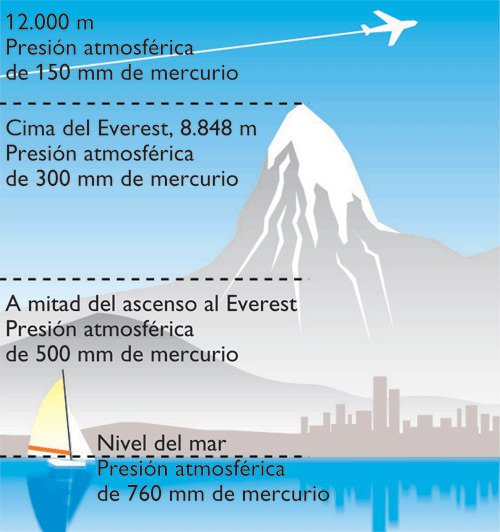 12.000 m
Presión atmosférica
de 150 mm de mercurio
Cima del Everest, 8.848 m
Presión atmosférica
de 300 mm de mercurio
A mitad del ascenso al Everest
Presión atmosférica
de 500 mm de mercurio
Nivel del mar
Presión atmosférica
de 760 mm de mercurio